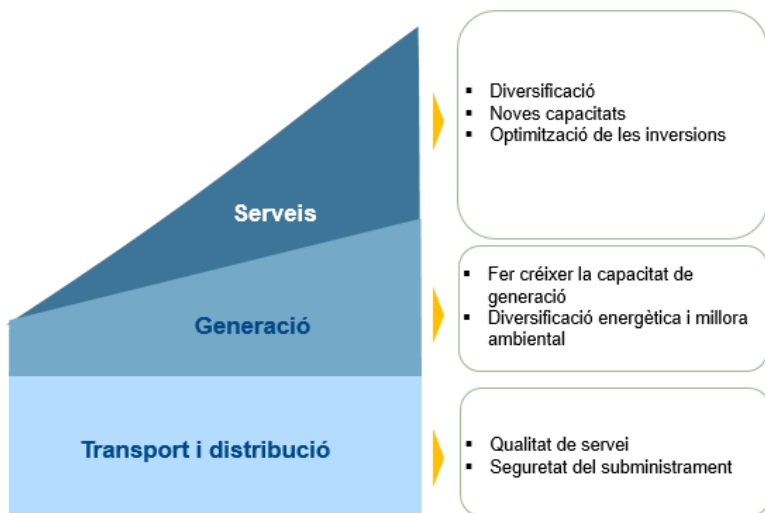 Serveis
▪ Diversificació
▪ Noves capacitats
▪ Optimització de les inversions
Generació
▪ Fer créixer la capacitat de
generació
▪ Diversificació energètica i millora
ambiental
Transport i distribució
▪ Qualitat de servei
▪ Seguretat del subministrament